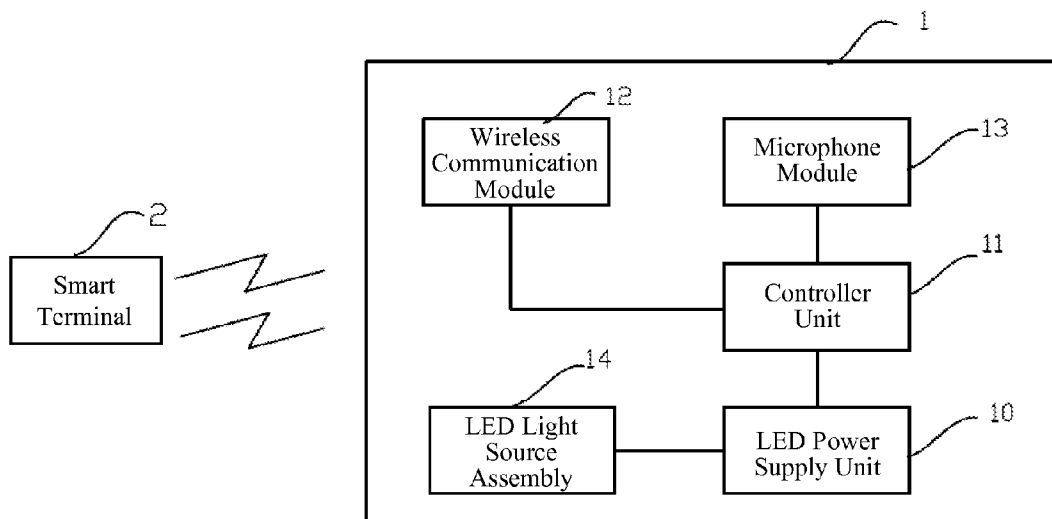 1
12
Wireless
Communication
Module
13
Microphone
Module
2
Smart
Terminal
11
Controller
Unit
14
LED Light
Source
Assembly
10
LED Power
Supply Unit